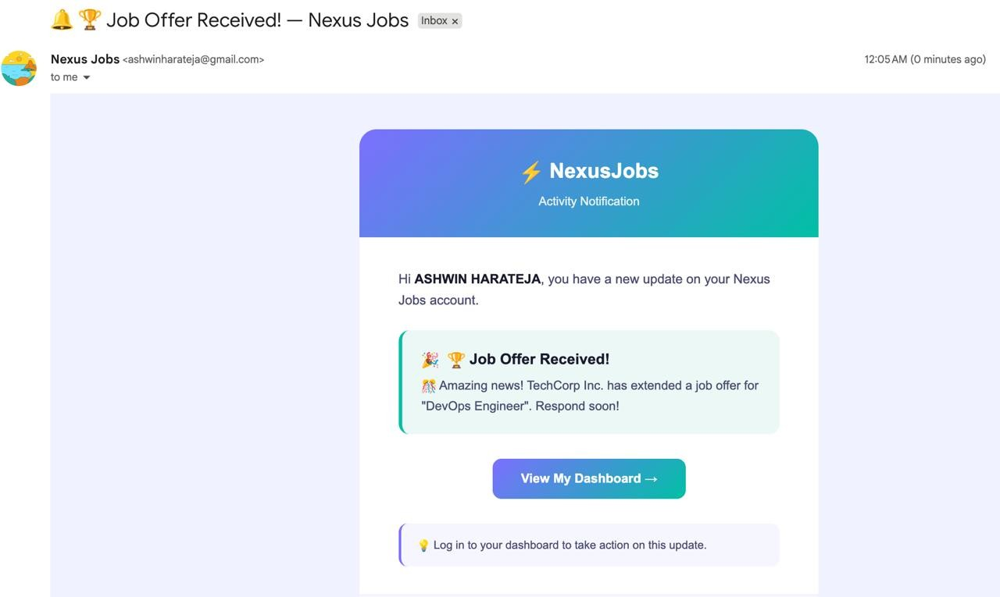 🔔 🏆 Job Offer Received! — Nexus Jobs Inbox ×
Nexus Jobs <ashwinharateja@gmail.com> 12:05 AM (0 minutes ago)
to me
⚡ NexusJobs
Activity Notification
Hi ASHWIN HARATEJA, you have a new update on your Nexus
Jobs account.
🎉 🏆 Job Offer Received!
🎊 Amazing news! TechCorp Inc. has extended a job offer for
"DevOps Engineer". Respond soon!
View My Dashboard →
💡 Log in to your dashboard to take action on this update.